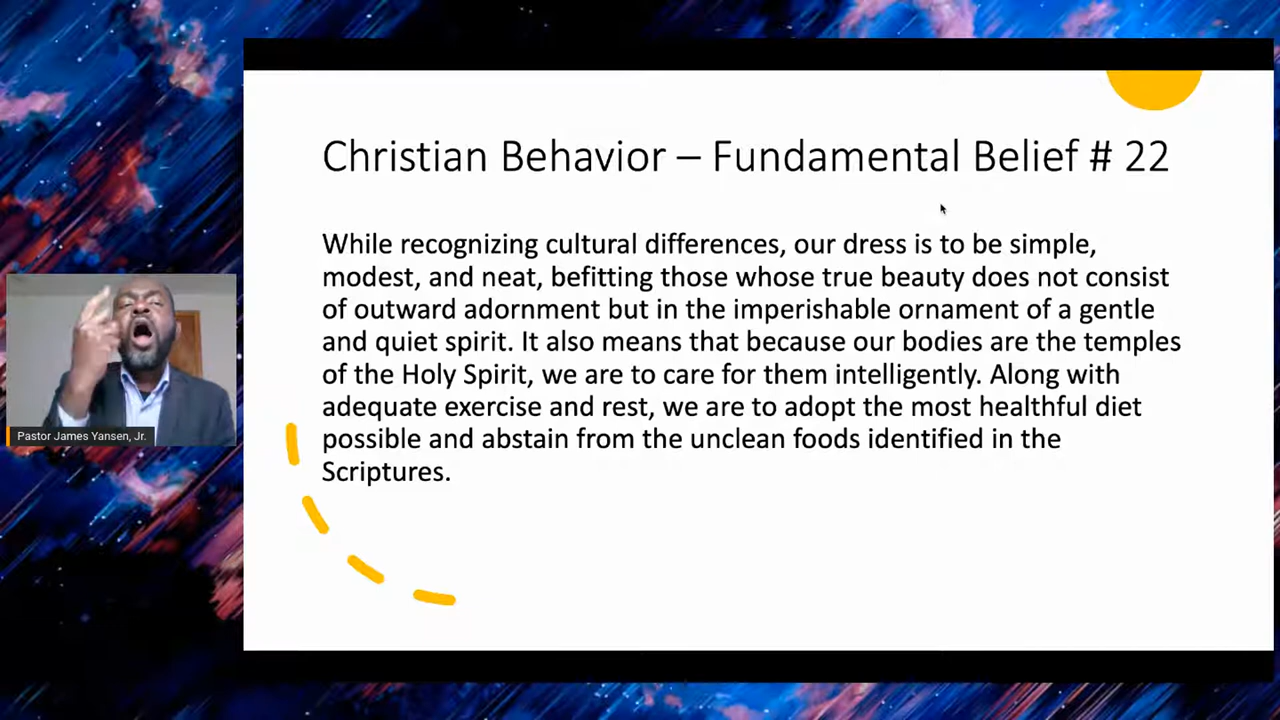 Christian Behavior – Fundamental Belief # 22
While recognizing cultural differences, our dress is to be simple,
modest, and neat, befitting those whose true beauty does not consist
of outward adornment but in the imperishable ornament of a gentle
and quiet spirit. It also means that because our bodies are the temples
of the Holy Spirit, we are to care for them intelligently. Along with
adequate exercise and rest, we are to adopt the most healthful diet
possible and abstain from the unclean foods identified in the
Scriptures.
Pastor James Yansen, Jr.